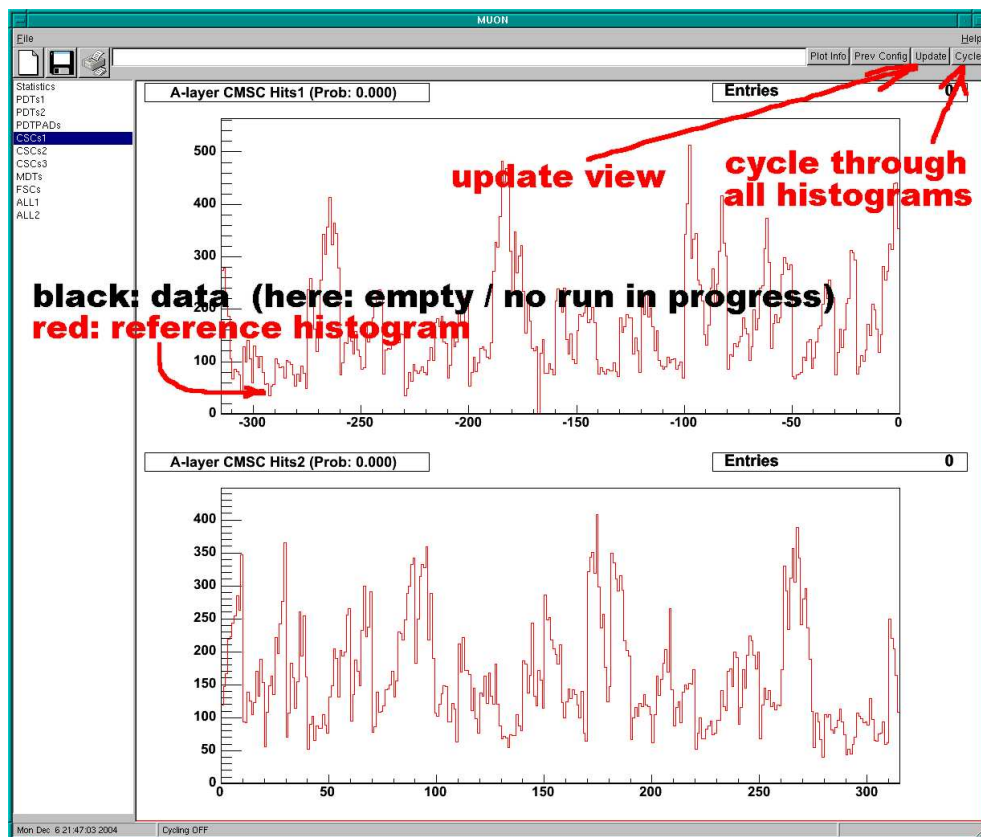 MUON
File Help
Plot Info Prev Config Update Cycle
Statistics
PDTs1
PDTs2
PDTPADs
CSCs1
CSCs2
CSCs3
MDTs
FSCs
ALL1
ALL2
A-layer CMSC Hits1 (Prob: 0.000)
Entries 0
update view
cycle through
all histograms
black: data (here: empty / no run in progress)
red: reference histogram
500
400
300
200
100
0
-300 -250 -200 -150 -100 -50 0
A-layer CMSC Hits2 (Prob: 0.000)
Entries 0
400
350
300
250
200
150
100
50
0
0 50 100 150 200 250 300
Mon Dec 6 21:47:03 2004 Cycling OFF